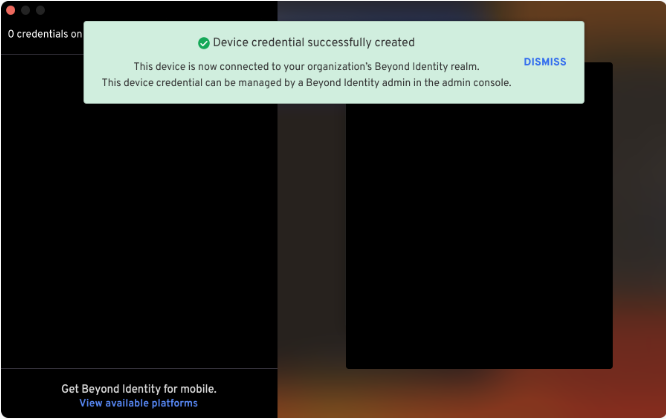 0 credentials on
Device credential successfully created
This device is now connected to your organization's Beyond Identity realm.
This device credential can be managed by a Beyond Identity admin in the admin console.
DISMISS
Get Beyond Identity for mobile.
View available platforms